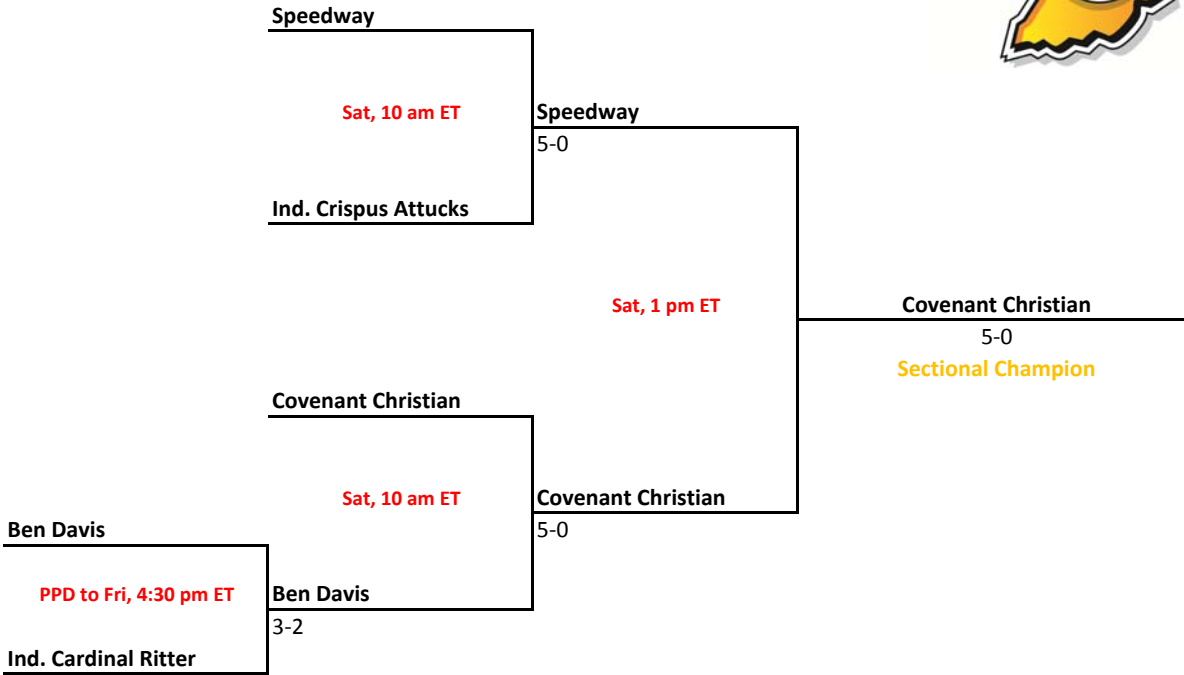 Speedway
Sat, 10 am ET
Speedway
5-0
Ind. Crispus Attucks
Sat, 1 pm ET
Covenant Christian
5-0
Sectional Champion
Covenant Christian
Sat, 10 am ET
Covenant Christian
5-0
Ben Davis
PPD to Fri, 4:30 pm ET
Ben Davis
3-2
Ind. Cardinal Ritter